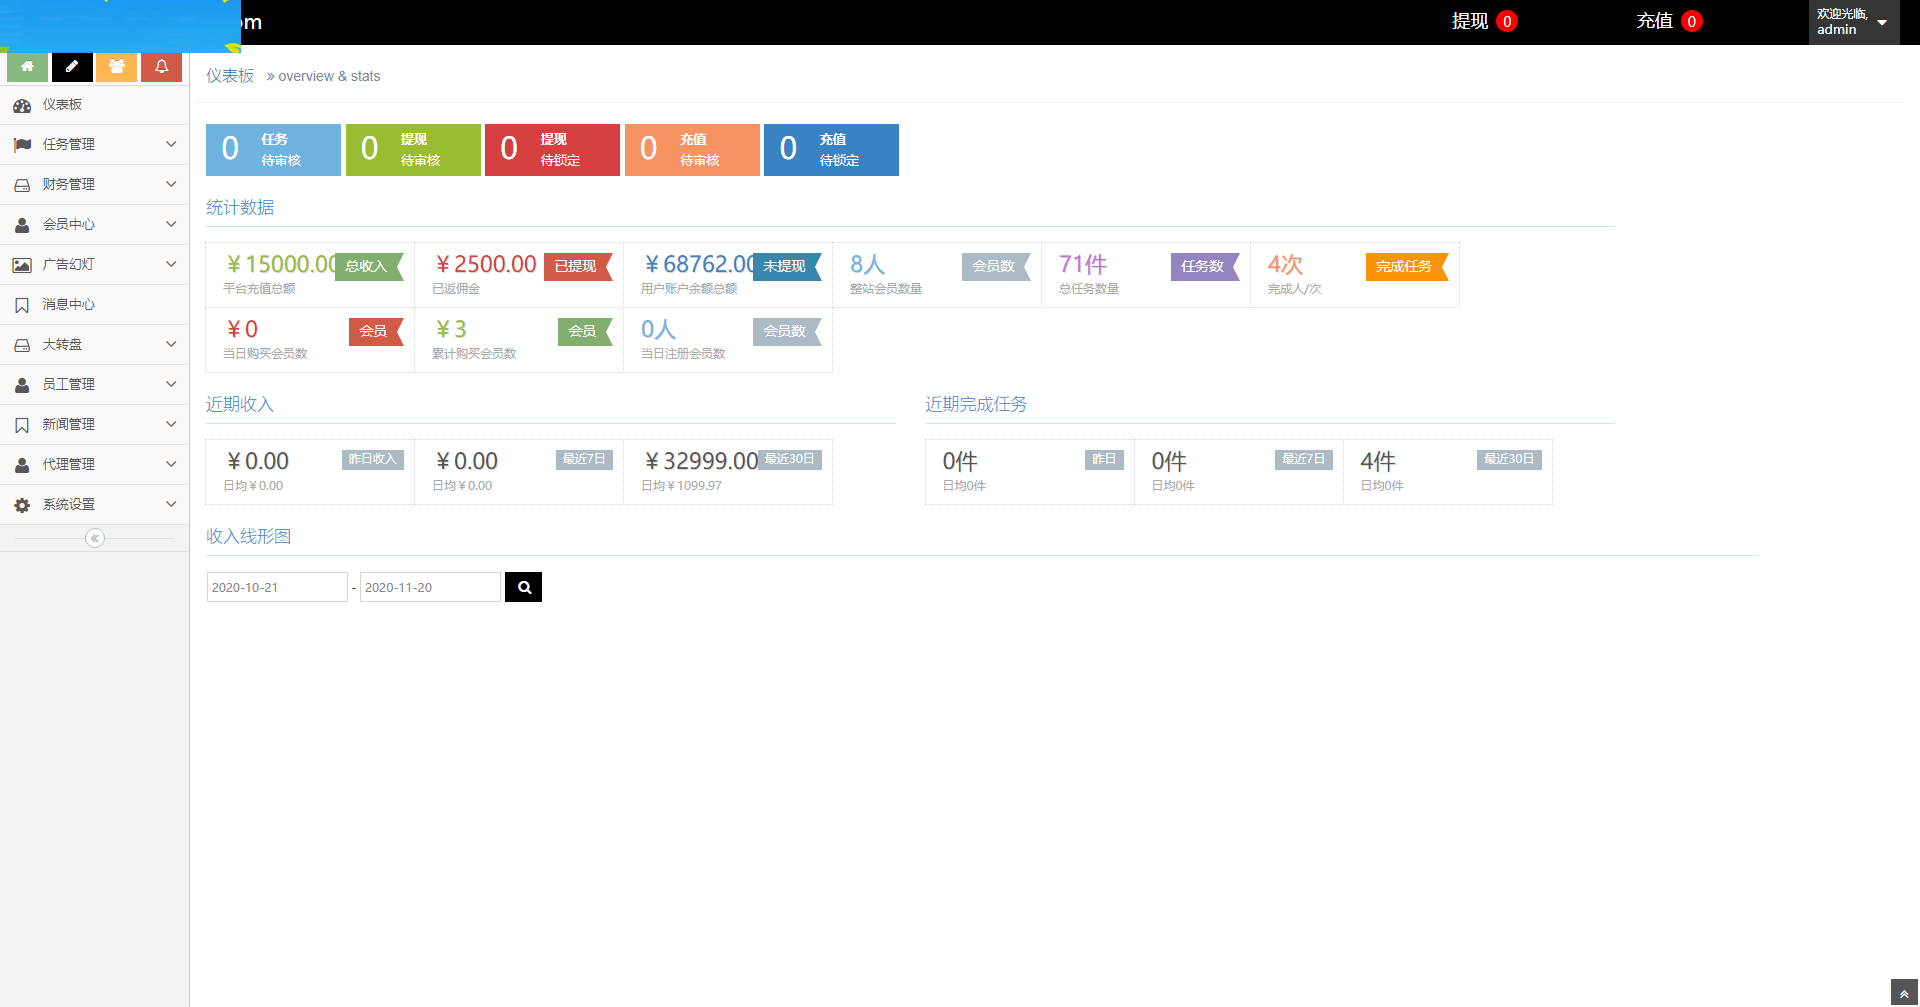 om
提现 0
充值 0
欢迎光临,
admin
仪表板
任务管理
财务管理
会员中心
广告幻灯
消息中心
大转盘
员工管理
新闻管理
代理管理
系统设置
仪表板 » overview & stats
0 任务 待审核
0 提现 待审核
0 提现 待锁定
0 充值 待审核
0 充值 待锁定
统计数据
￥15000.00 总收入
平台充值总额
￥2500.00 已提现
已返佣金
￥68762.00 未提现
用户账户余额总额
8人 会员数
整站会员数量
71件 任务数
总任务数量
4次 完成任务
完成人/次
￥0 会员
当日购买会员数
￥3 会员
累计购买会员数
0人 会员数
当日注册会员数
近期收入
￥0.00 昨日收入
日均￥0.00
￥0.00 最近7日
日均￥0.00
￥32999.00 最近30日
日均￥1099.97
近期完成任务
0件 昨日
日均0件
0件 最近7日
日均0件
4件 最近30日
日均0件
收入线形图
2020-10-21 - 2020-11-20